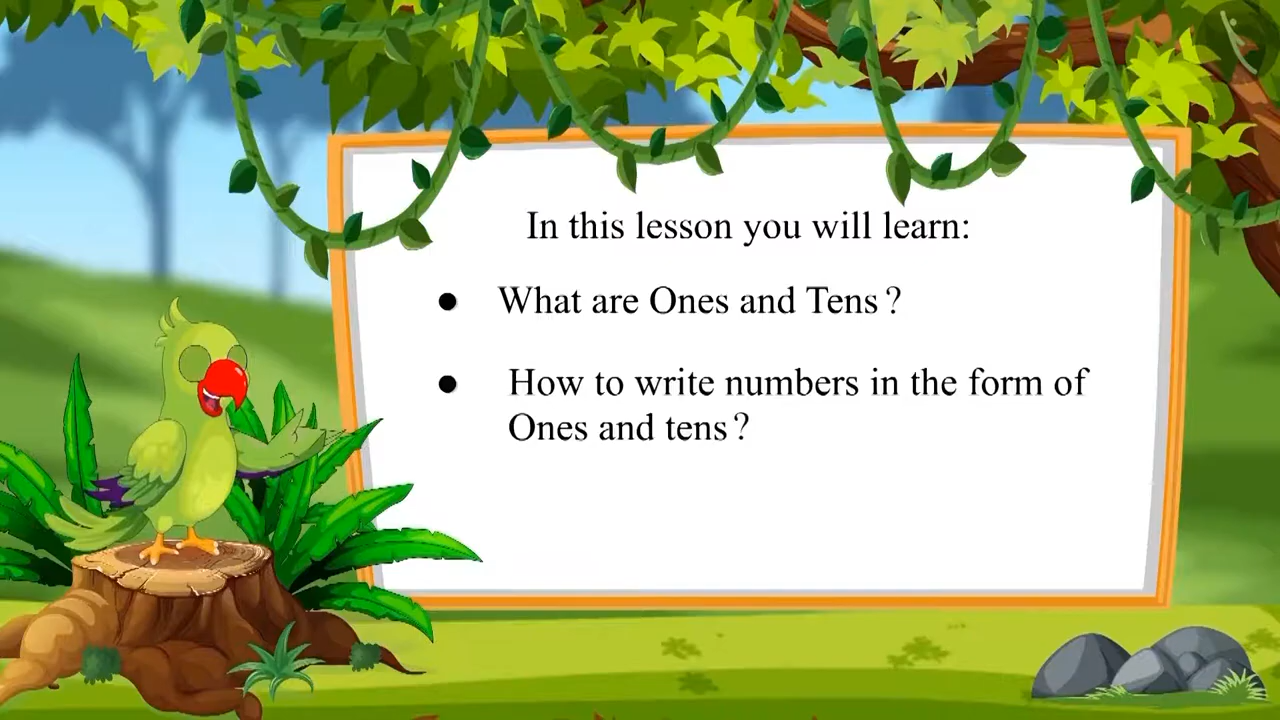 In this lesson you will learn:
● What are Ones and Tens ?
● How to write numbers in the form of
Ones and tens ?